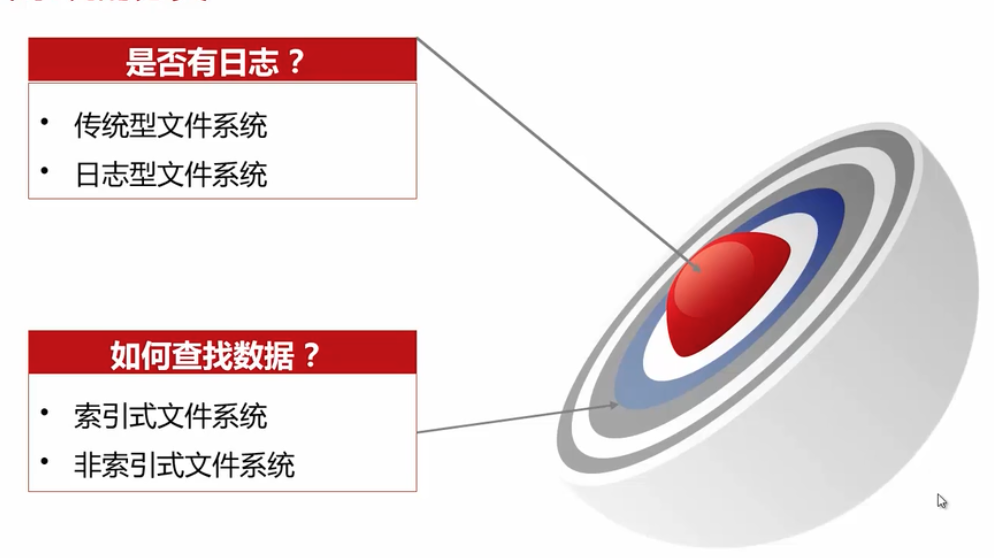 是否有日志？
• 传统型文件系统
• 日志型文件系统
如何查找数据？
• 索引式文件系统
• 非索引式文件系统